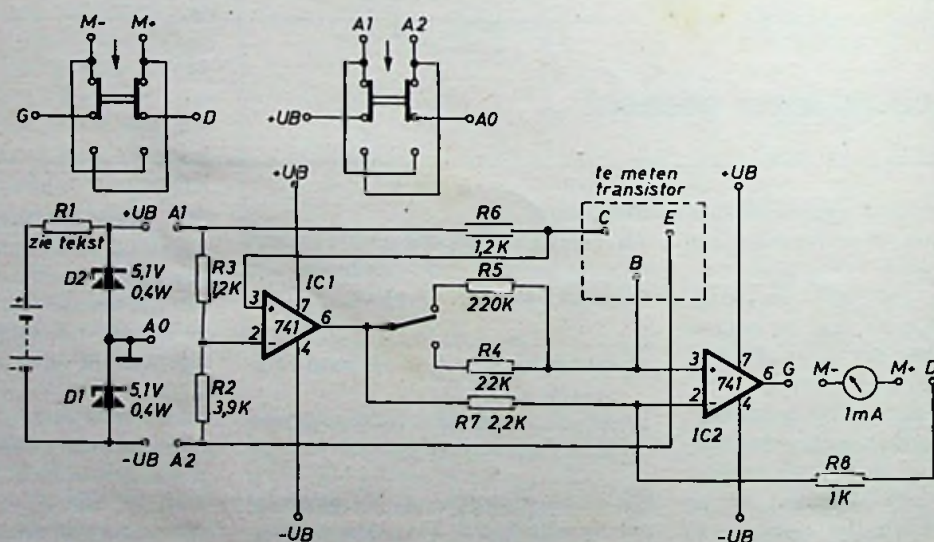 M- M+
G D
A1 A2
+UB A0
R1
zie tekst
+UB A1
D2 5,1V
0,4W
A0
D1 5,1V
0,4W
-UB A2
R3
12K
R2
3,9K
+UB
IC1
3
2
741
7
6
4
-UB
R6
1,2K
R5
220K
R4
22K
R7 2,2K
te meten
transistor
C E
B
+UB
3
2
741
7
6
4
IC2
-UB
G M- M+ D
1mA
R8
1K